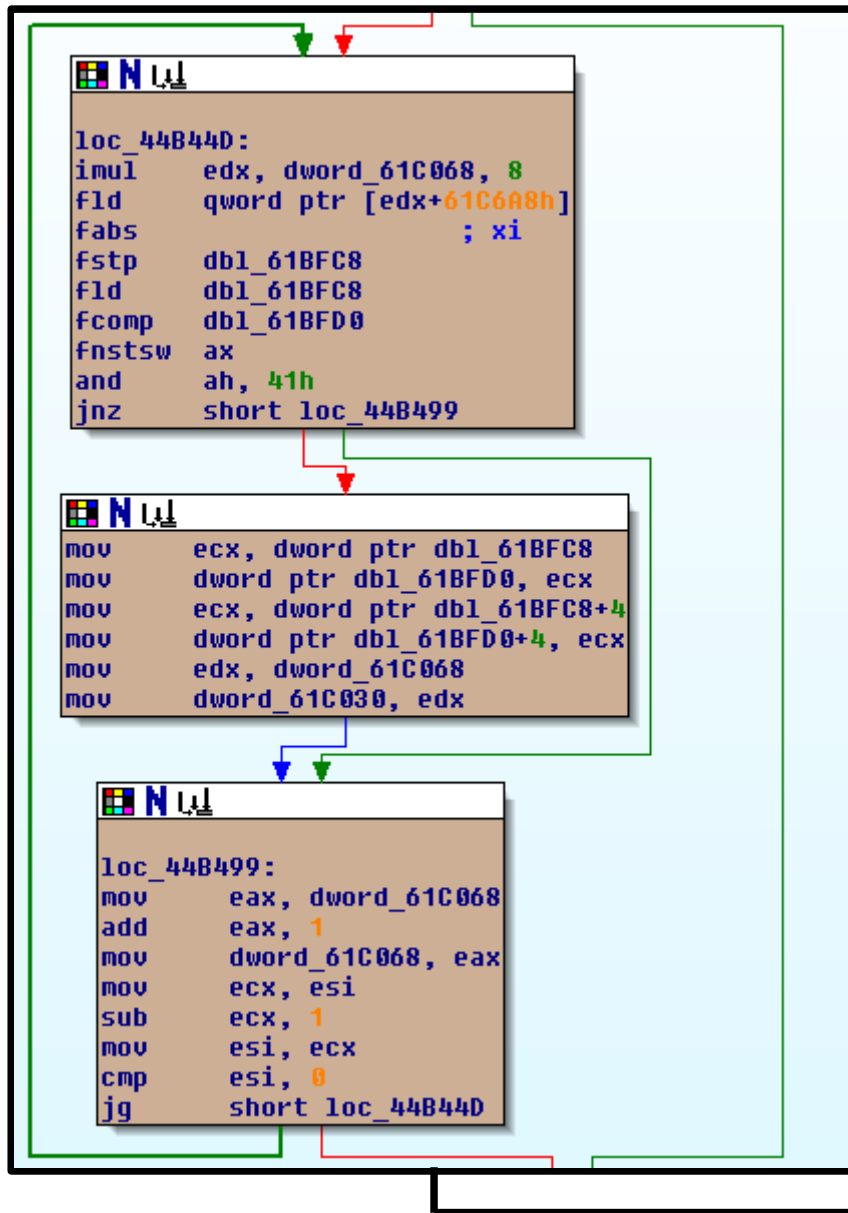 loc_44B44D:
imul edx, dword_61C068, 8
fld qword ptr [edx+61C6A8h]
fabs ; xi
fstp dbl_61BFC8
fld dbl_61BFC8
fcomp dbl_61BFD0
fnstsw ax
and ah, 41h
jnz short loc_44B499
mov ecx, dword ptr dbl_61BFC8
mov dword ptr dbl_61BFD0, ecx
mov ecx, dword ptr dbl_61BFC8+4
mov dword ptr dbl_61BFD0+4, ecx
mov edx, dword_61C068
mov dword_61C030, edx
loc_44B499:
mov eax, dword_61C068
add eax, 1
mov dword_61C068, eax
mov ecx, esi
sub ecx, 1
mov esi, ecx
cmp esi, 0
jg short loc_44B44D